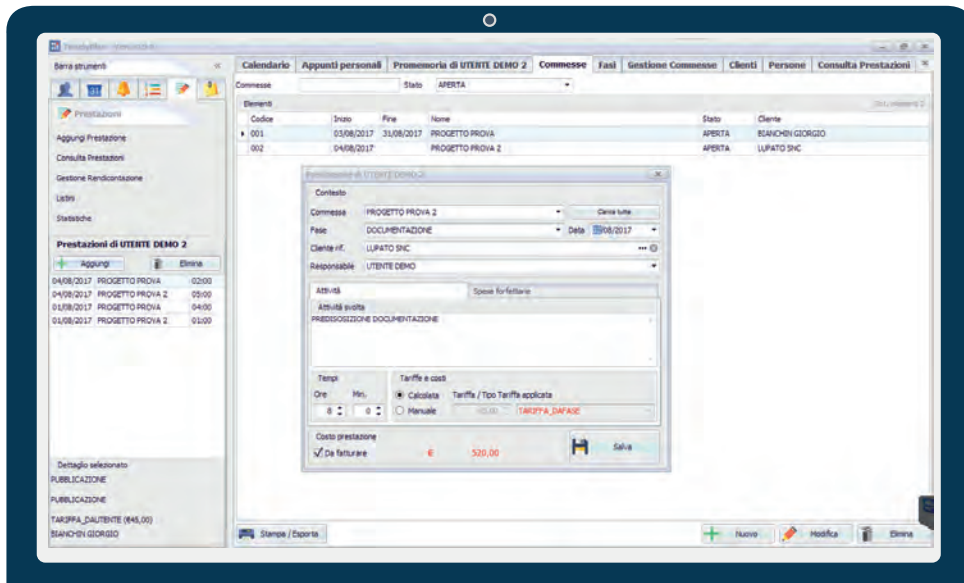 Barra strumenti
Calendario Appunti personali Promemoria di UTENTE DEMO 2 Commesse Fasi Gestione Commesse Clienti Persone Consulta Prestazioni
Commesse Stato APERTA
Prestazioni
Elementi
Codice Inizio Fine Nome Stato Cliente
001 03/08/2017 31/08/2017 PROGETTO PROVA APERTA BIANCHIN GIORGIO
002 04/08/2017 PROGETTO PROVA 2 APERTA LUPATO SNC
Aggiungi Prestazione
Consulta Prestazioni
Gestione Rendicontazione
Listini
Statistiche
Prestazioni di UTENTE DEMO 2
Aggiungi Elimina
04/08/2017 PROGETTO PROVA 02:00
04/08/2017 PROGETTO PROVA 2 05:00
01/08/2017 PROGETTO PROVA 04:00
01/08/2017 PROGETTO PROVA 2 01:00
Dettaglio selezionato
PUBBLICAZIONE
PUBBLICAZIONE
TARIFFA_DAUTENTE (€45,00)
BIANCHIN GIORGIO
Contesto
Commessa PROGETTO PROVA 2 Carica tutte
Fase DOCUMENTAZIONE Data /08/2017
Cliente rif. LUPATO SNC
Responsabile UTENTE DEMO
Attività Spese forfettarie
Attività svolta
PREDISOSIZIONE DOCUMENTAZIONE
Tempi Tariffe e costi
Ore Min. Calcolata Tariffa / Tipo Tariffa applicata
8 0 Manuale TARIFFA_DAFASE
Costo prestazione
Da fatturare € 520,00 Salva
Stampa / Esporta Nuovo Modifica Elimina